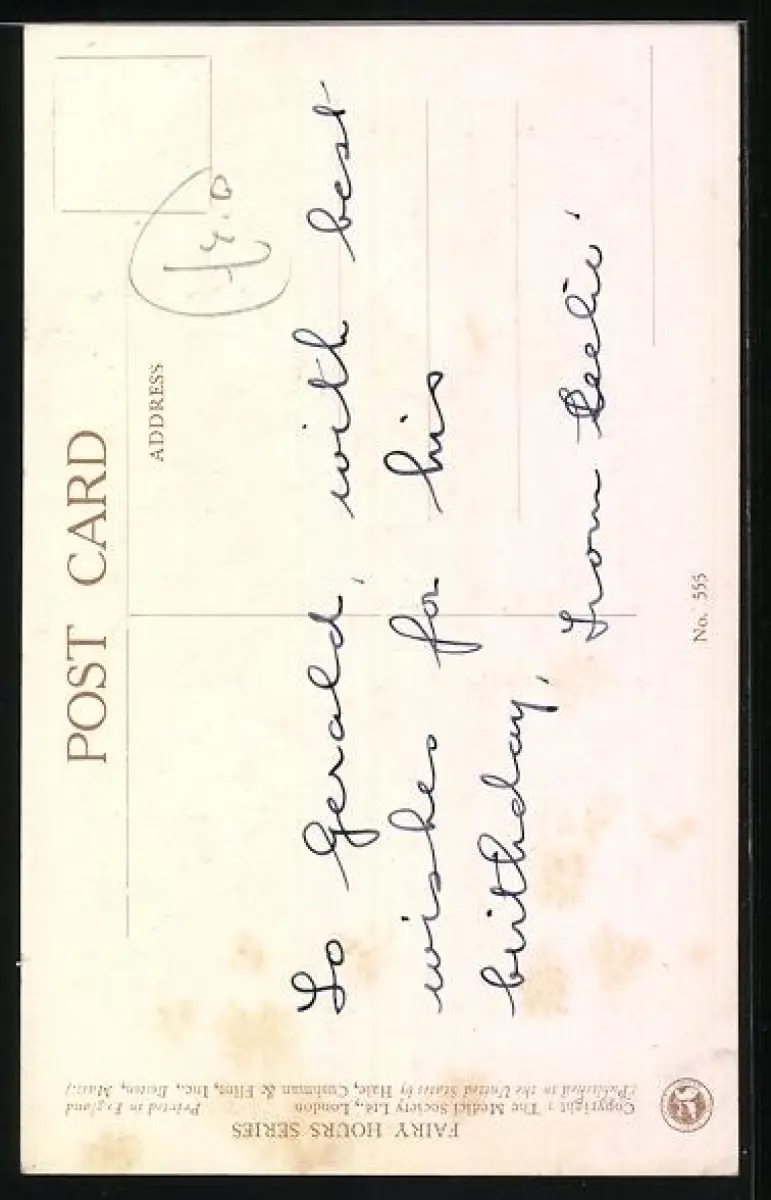 POST CARD
ADDRESS
To Gerald, with best
wishes for his
birthday,
from
No. 555
FAIRY HOURS SERIES
Copyright : The Medici Society Ltd., London
Printed in England
(Published in the United States by Hale, Cushman & Flint, Inc., Boston, Mass.)